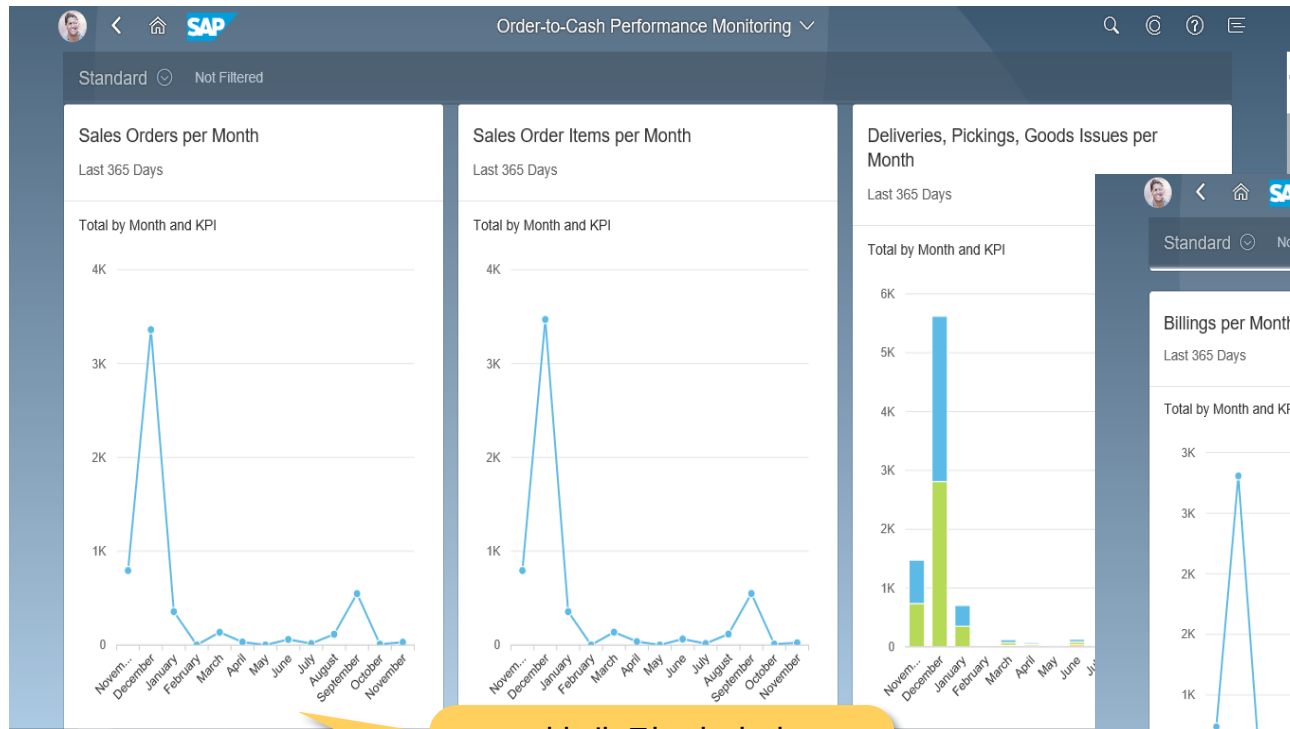 SAP
Order-to-Cash Performance Monitoring
Standard
Not Filtered
Sales Orders per Month
Last 365 Days
Total by Month and KPI
4K
3K
2K
1K
0
Novem...
December
January
February
March
April
May
June
July
August
September
October
November
Sales Order Items per Month
Last 365 Days
Total by Month and KPI
4K
3K
2K
1K
0
Novem...
December
January
February
March
April
May
June
July
August
September
October
November
Deliveries, Pickings, Goods Issues per
Month
Last 365 Days
Total by Month and KPI
6K
5K
4K
3K
2K
1K
0
Novem...
December
January
February
March
April
May
June
Standard
Billings per Month
Last 365 Days
Total by Month and
3K
3K
2K
2K
1K